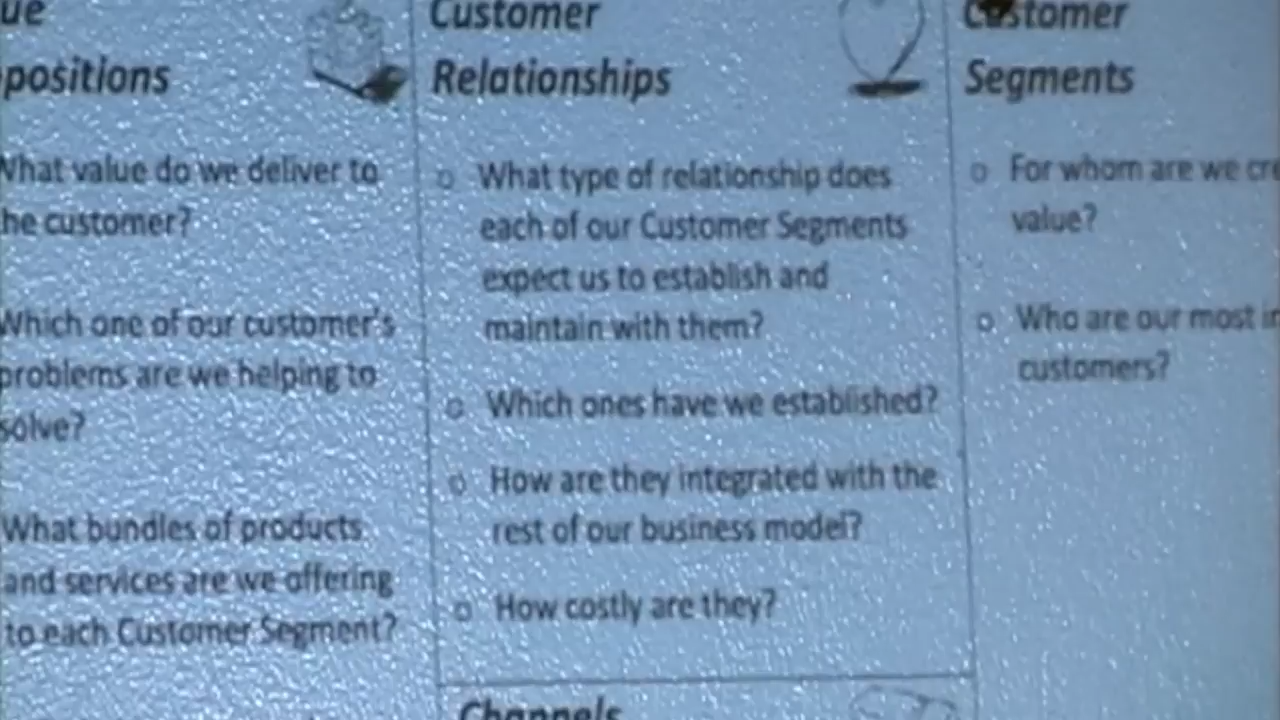 ue
positions
What value do we deliver to
he customer?
Which one of our customer's
problems are we helping to
solve?
What bundles of products
and services are we offering
to each Customer Segment?
Customer
Relationships
o What type of relationship does
each of our Customer Segments
expect us to establish and
maintain with them?
o Which ones have we established?
o How are they integrated with the
rest of our business model?
o How costly are they?
Channels
Customer
Segments
o For whom are we cre
value?
o Who are our most i
customers?